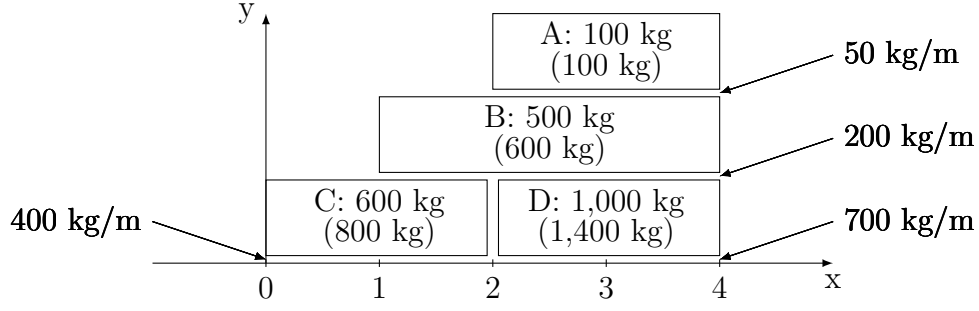 y
A: 100 kg
(100 kg)
50 kg/m
B: 500 kg
(600 kg)
200 kg/m
400 kg/m
C: 600 kg
(800 kg)
D: 1,000 kg
(1,400 kg)
700 kg/m
0 1 2 3 4 x